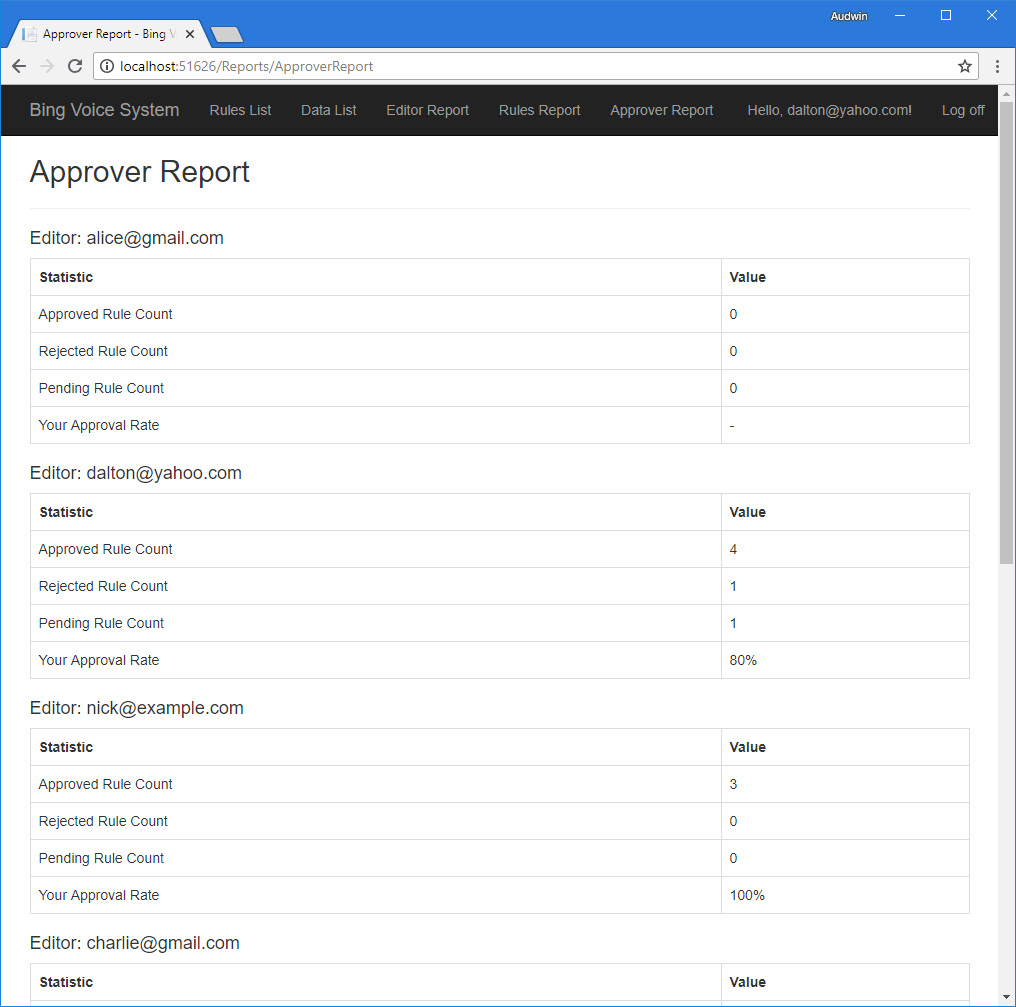 Audwin
Approver Report - Bing V
localhost:51626/Reports/ApproverReport
Bing Voice System Rules List Data List Editor Report Rules Report Approver Report Hello, dalton@yahoo.com! Log off
Approver Report
Editor: alice@gmail.com
Statistic Value
Approved Rule Count 0
Rejected Rule Count 0
Pending Rule Count 0
Your Approval Rate -
Editor: dalton@yahoo.com
Statistic Value
Approved Rule Count 4
Rejected Rule Count 1
Pending Rule Count 1
Your Approval Rate 80%
Editor: nick@example.com
Statistic Value
Approved Rule Count 3
Rejected Rule Count 0
Pending Rule Count 0
Your Approval Rate 100%
Editor: charlie@gmail.com
Statistic Value